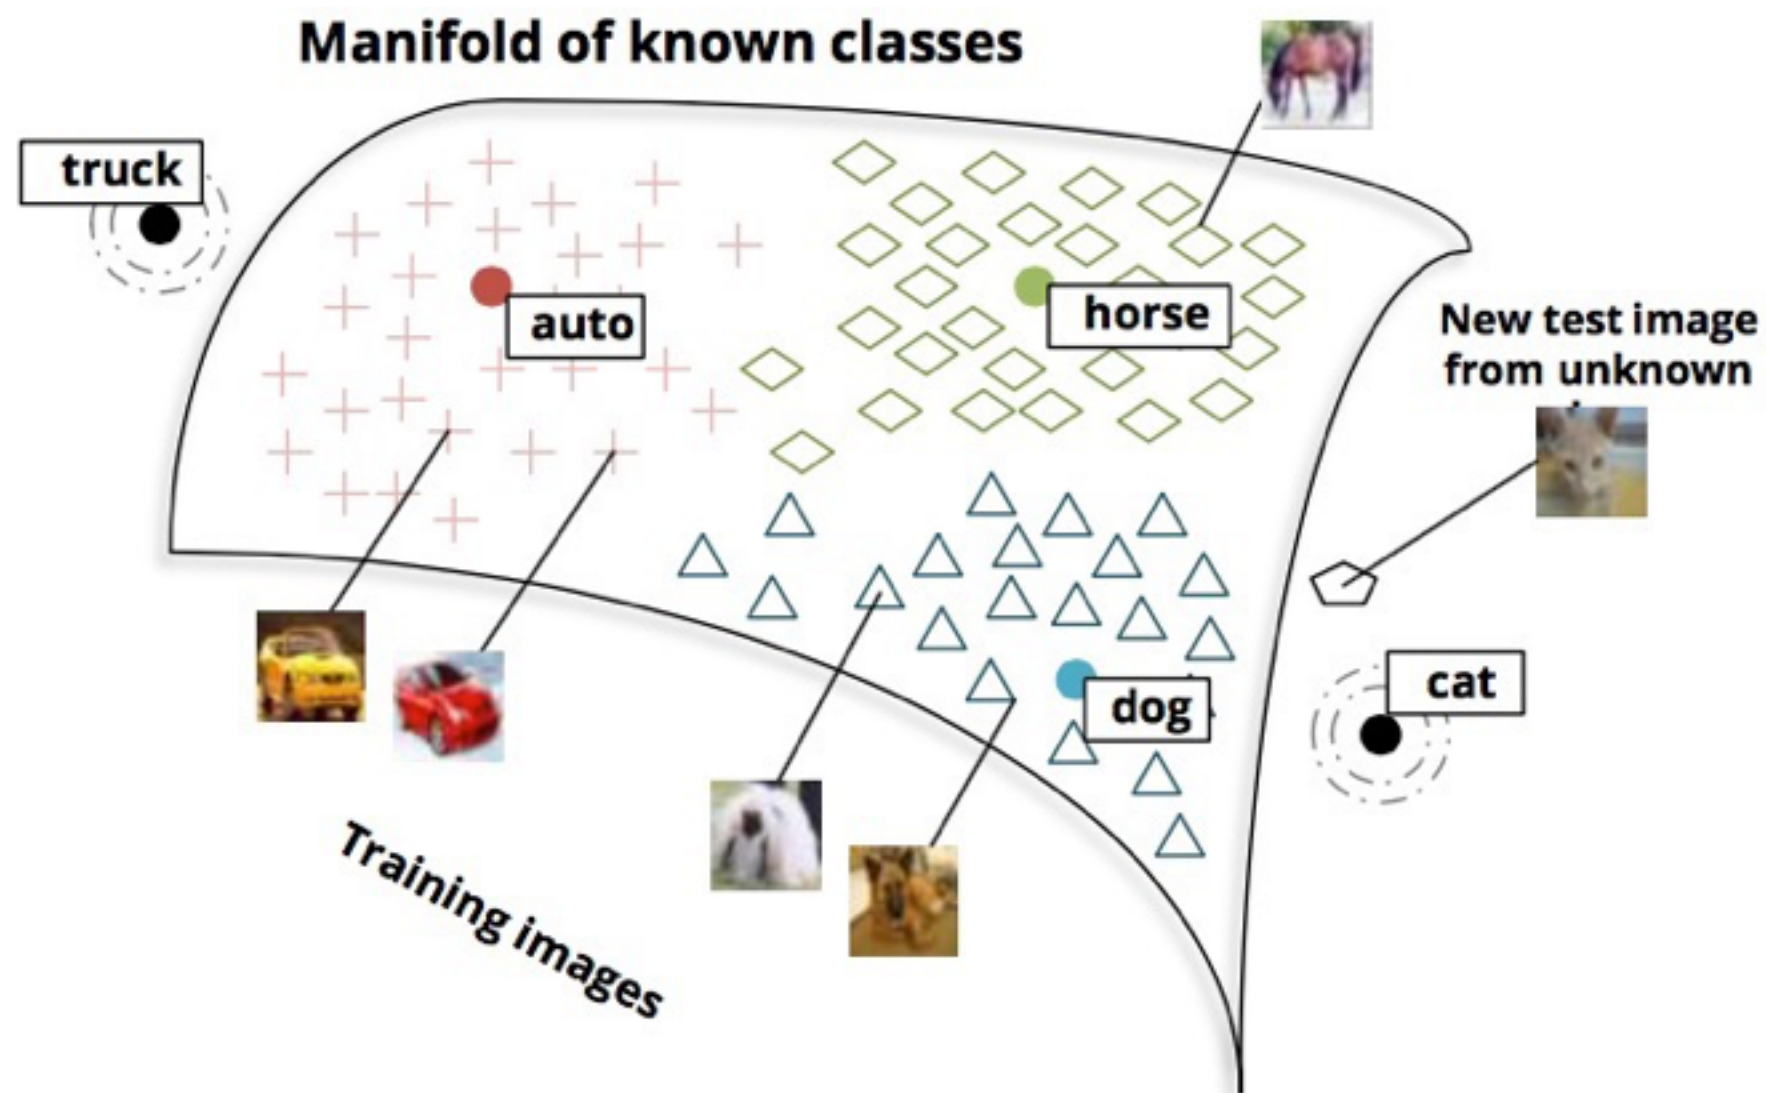 Manifold of known classes
truck
auto
horse
New test image
from unknown
cat
dog
Training images